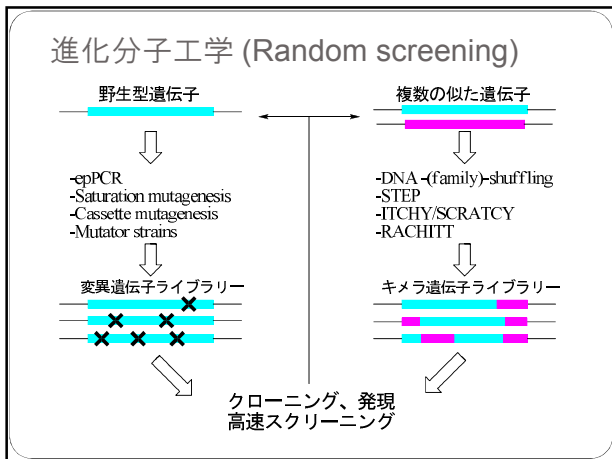 進化分子工学 (Random screening)
野生型遺伝子
-epPCR
-Saturation mutagenesis
-Cassette mutagenesis
-Mutator strains
変異遺伝子ライブラリー
複数の似た遺伝子
-DNA -(family)-shuffling
-STEP
-ITCHY/SCRATCY
-RACHITT
キメラ遺伝子ライブラリー
クローニング、発現
高速スクリーニング